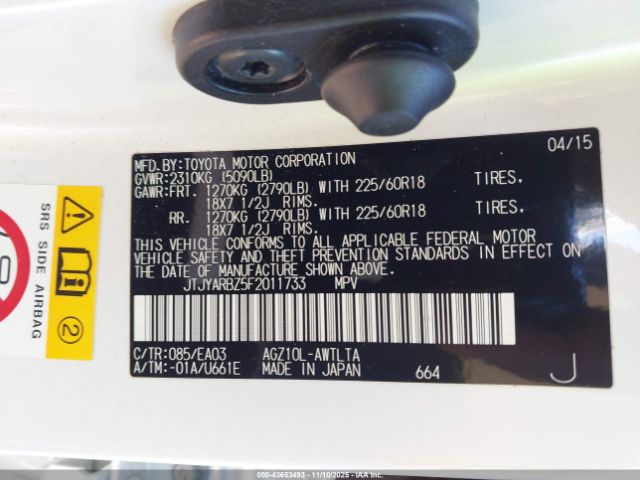 MFD.BY:TOYOTA MOTOR CORPORATION 04/15
GVWR:2310KG (5090LB)
GAWR:FRT. 1270KG (2790LB) WITH 225/60R18 TIRES.
18X7 1/2J RIMS.
RR. 1270KG (2790LB) WITH 225/60R18 TIRES.
18X7 1/2J RIMS.
THIS VEHICLE CONFORMS TO ALL APPLICABLE FEDERAL MOTOR
VEHICLE SAFETY AND THEFT PREVENTION STANDARDS IN EFFECT ON
THE DATE OF MANUFACTURE SHOWN ABOVE.
JTJYARBZ5F2011733 MPV
C/TR:085/EA03 AGZ10L-AWTLTA
A/TM:-01A/U661E MADE IN JAPAN 664 J
SRS SIDE AIRBAG
2
Stock: 43653493 - 11/10/2025 - IAA Inc.